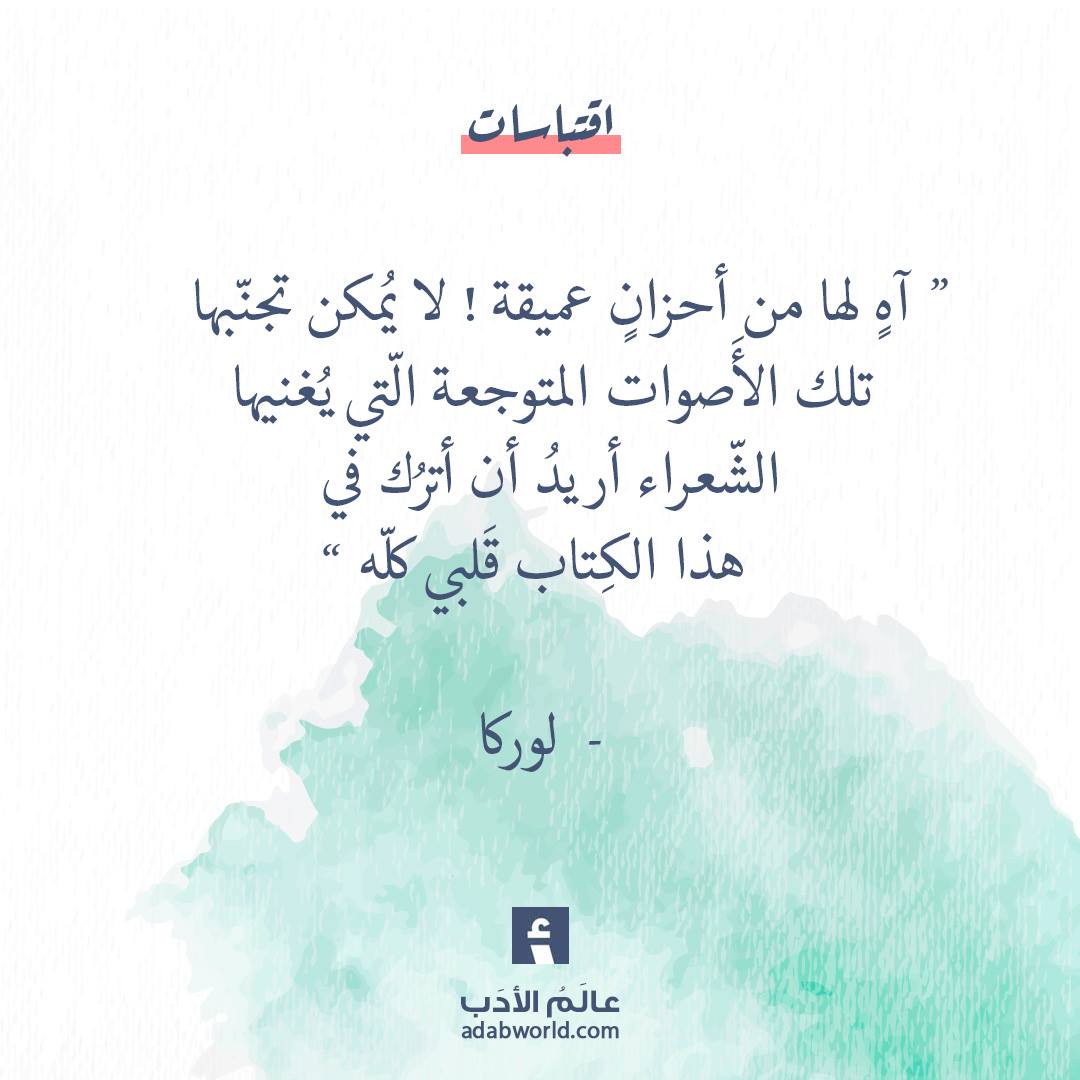 اقتباسات
” آهٍ لها من أحزانٍ عميقة ! لا يُمكن تجنّبها
تلك الأَصوات المتوجعة الّتي يُغنيها
الشّعراء أريدُ أن أترُك في
هذا الكِتاب قَلبي كلّه “
- لوركا
أ
عالَمُ الأدَب
adabworld.com